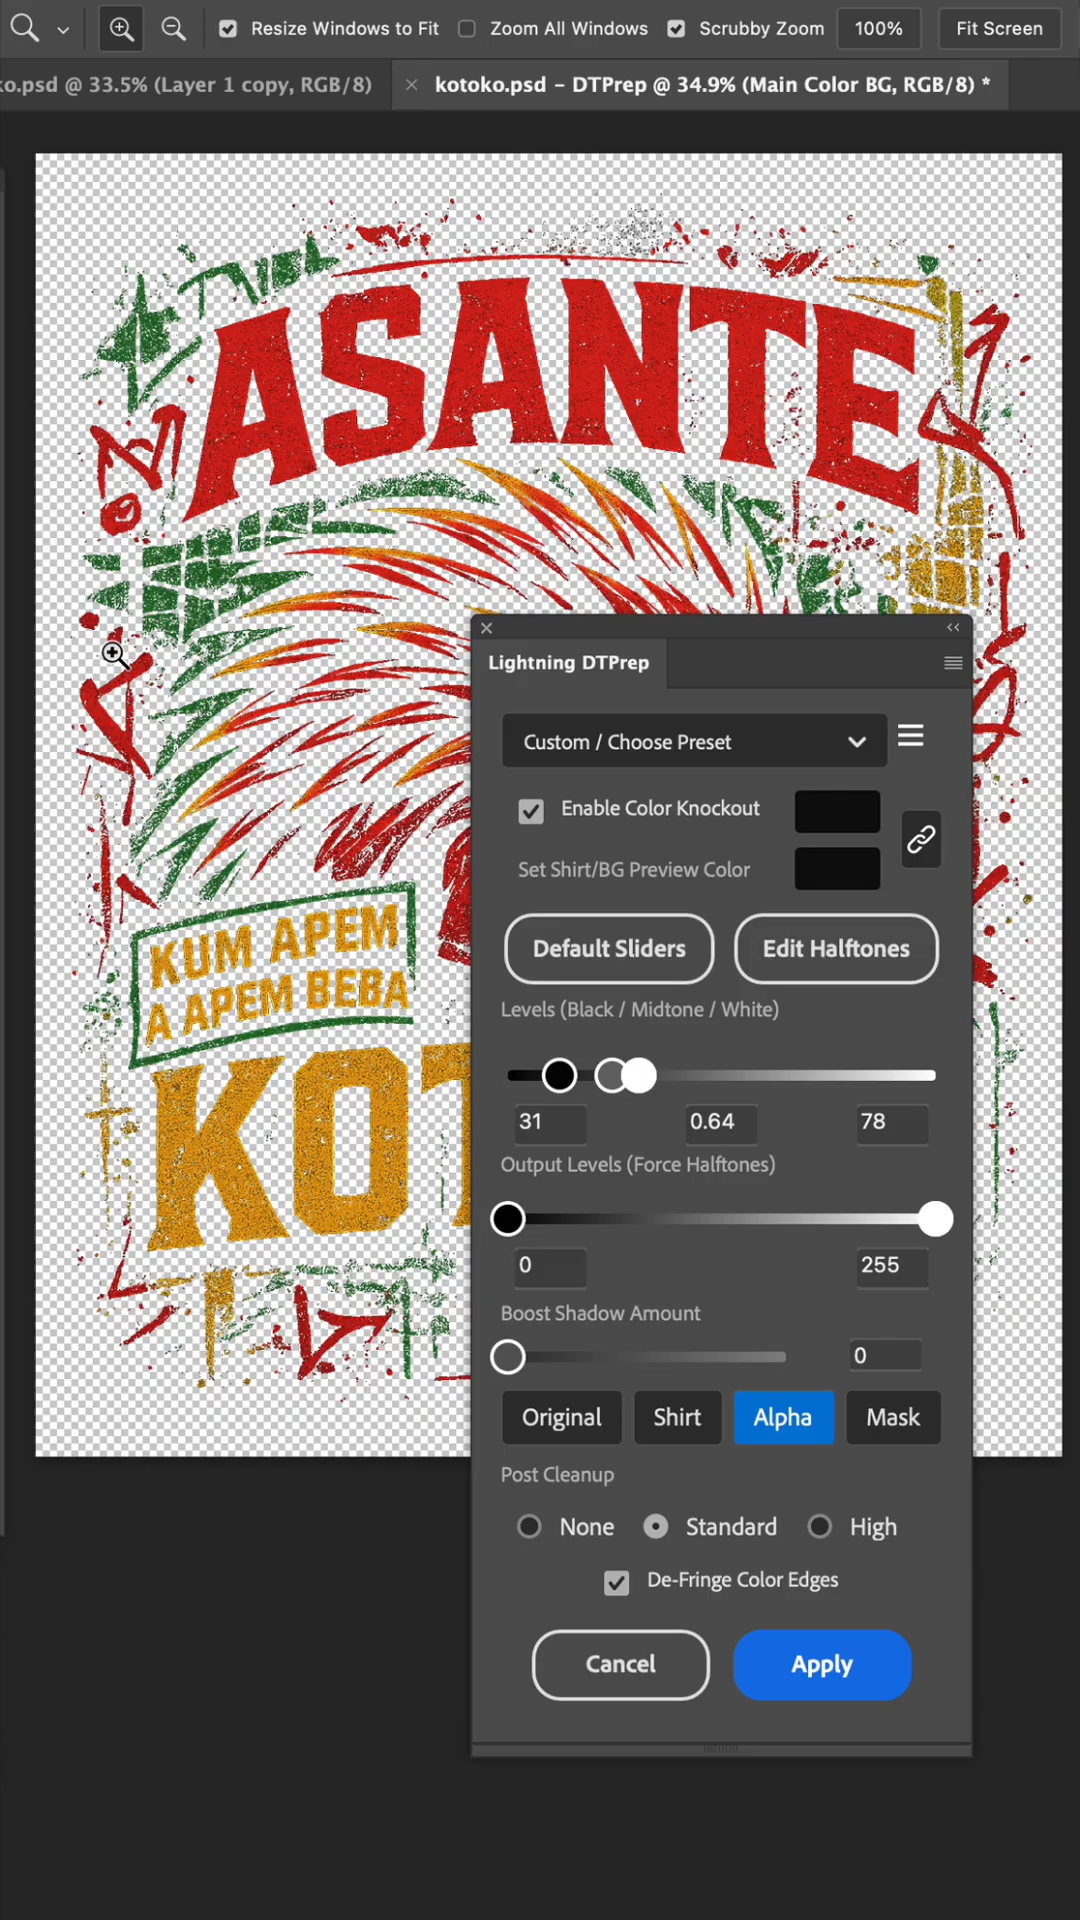 Resize Windows to Fit
Zoom All Windows
Scrubby Zoom
100%
Fit Screen
ko.psd @ 33.5% (Layer 1 copy, RGB/8)
× kotoko.psd – DTPrep @ 34.9% (Main Color BG, RGB/8) *
ASANTE
KUM APEM
A APEM BEBA
Lightning DTPrep
Custom / Choose Preset
Enable Color Knockout
Set Shirt/BG Preview Color
Default Sliders
Edit Halftones
Levels (Black / Midtone / White)
31
0.64
78
Output Levels (Force Halftones)
0
255
Boost Shadow Amount
0
Original
Shirt
Alpha
Mask
Post Cleanup
None
Standard
High
De-Fringe Color Edges
Cancel
Apply
KOT